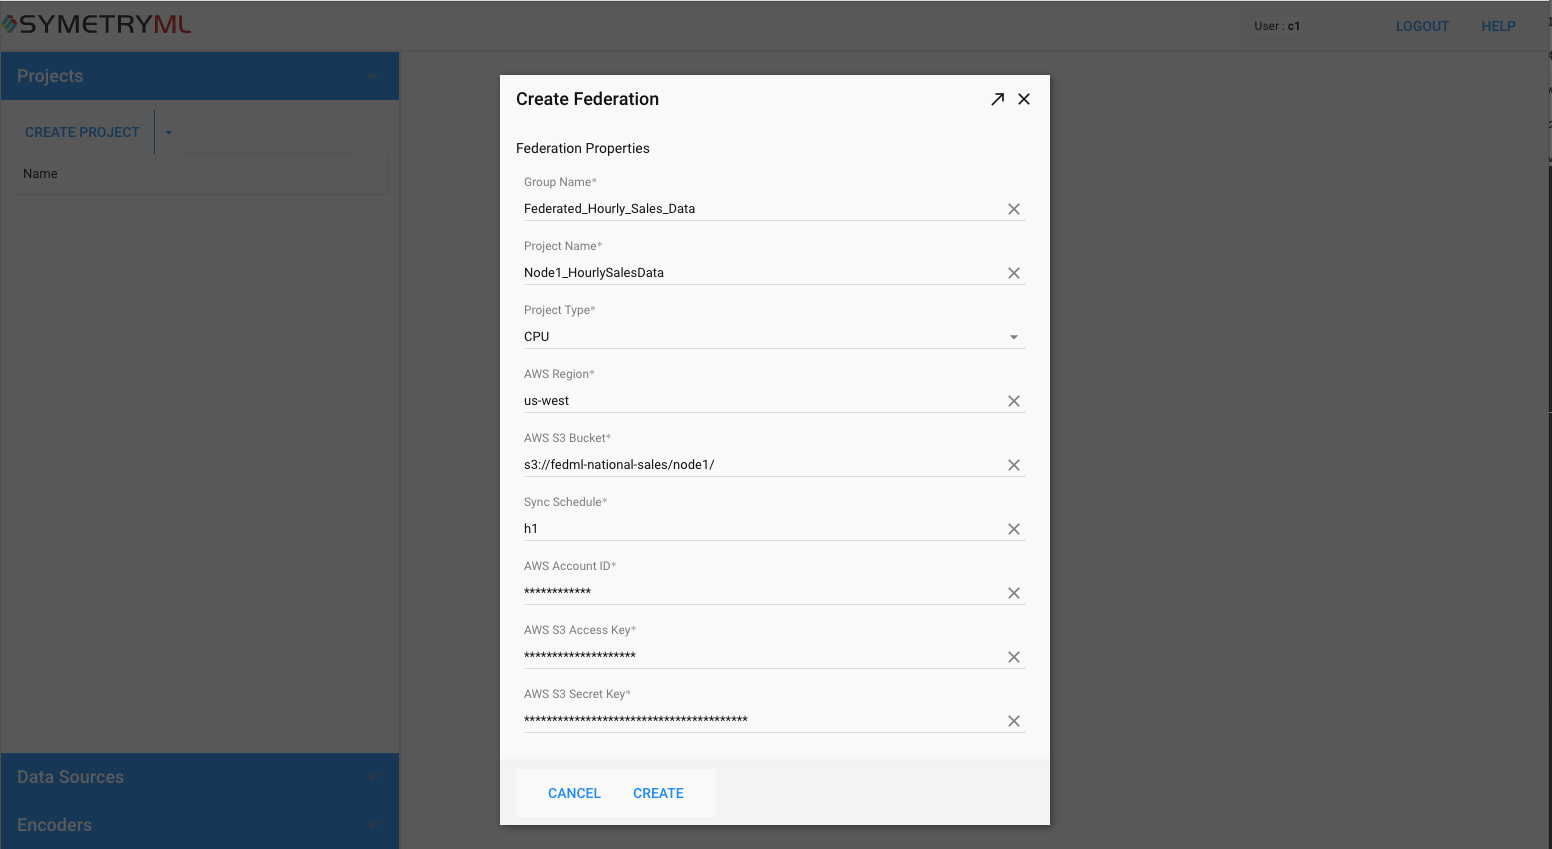 SYMETRYML
User : c1
LOGOUT
HELP
Projects
CREATE PROJECT
Name
Data Sources
Encoders
Create Federation
Federation Properties
Group Name*
Federated_Hourly_Sales_Data
Project Name*
Node1_HourlySalesData
Project Type*
CPU
AWS Region*
us-west
AWS S3 Bucket*
s3://fedml-national-sales/node1/
Sync Schedule*
h1
AWS Account ID*
************
AWS S3 Access Key*
********************
AWS S3 Secret Key*
****************************************
CANCEL
CREATE